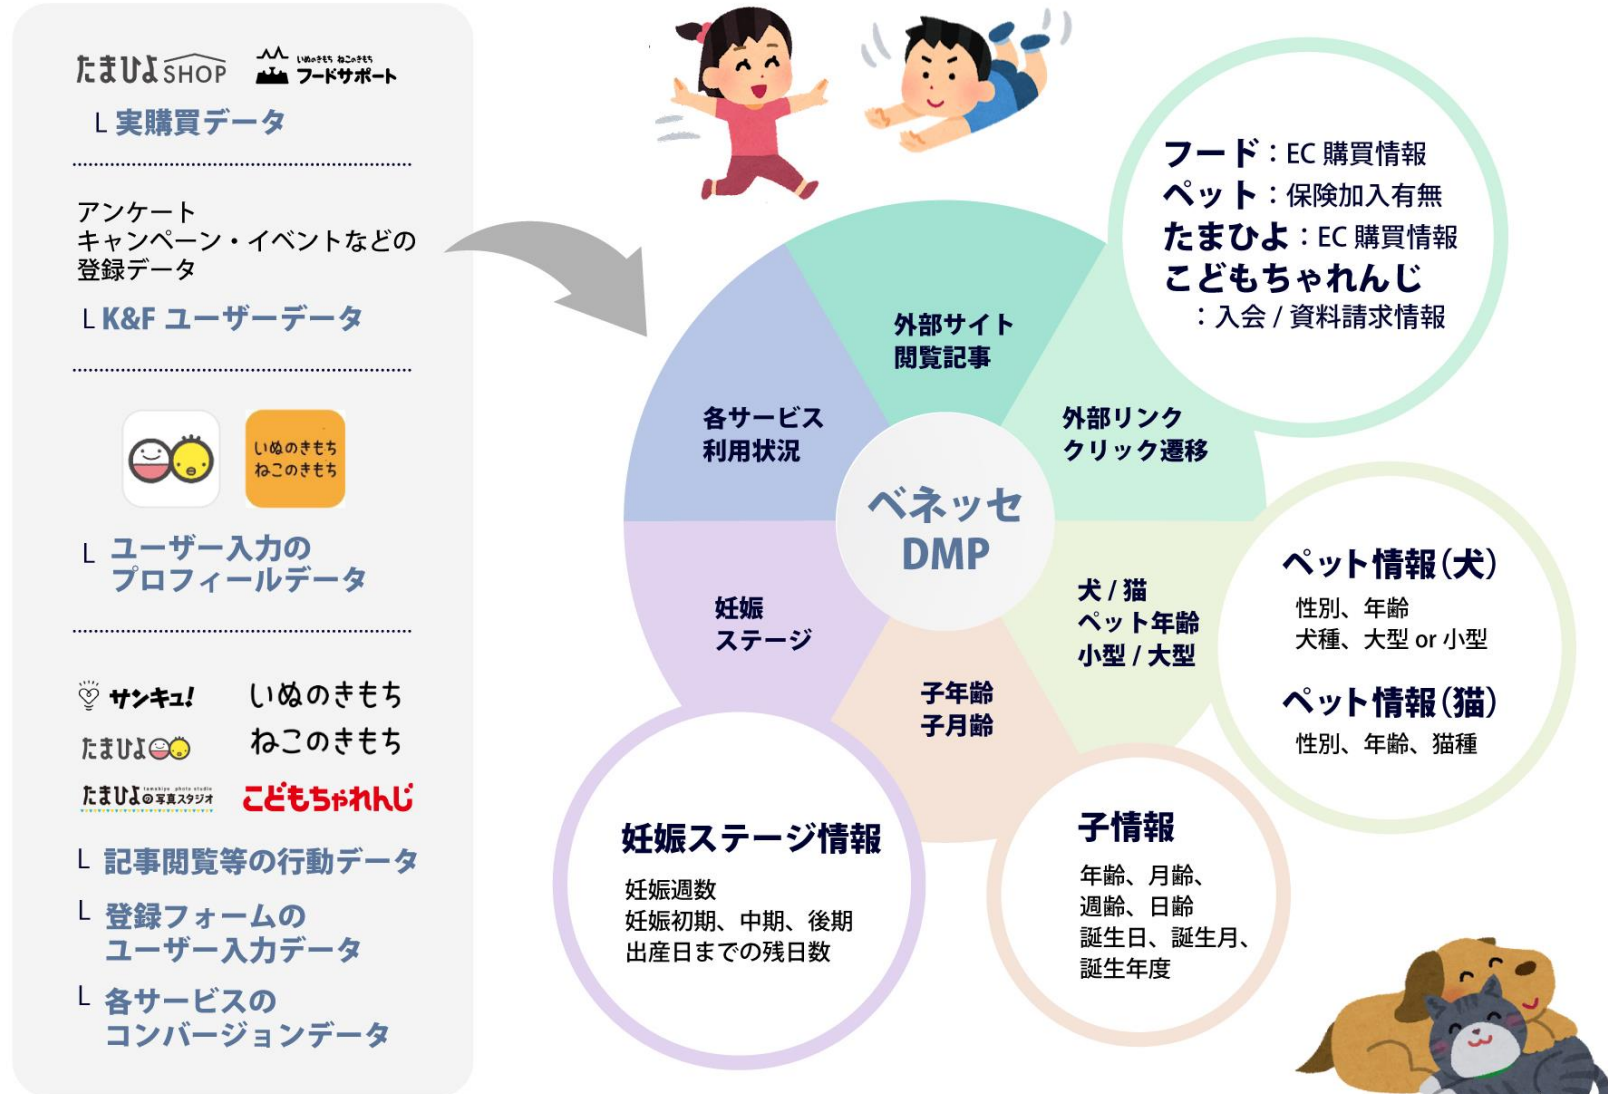 たまひよSHOP
いぬのきもち ねこのきもち
フードサポート
L 実購買データ
アンケート
キャンペーン・イベントなどの
登録データ
L K&F ユーザーデータ
いぬのきもち
ねこのきもち
L ユーザー入力の
プロフィールデータ
サンキュ!
いぬのきもち
ねこのきもち
たまひよ
たまひよの写真スタジオ
tamahiyo photo studio
こどもちゃれんじ
L 記事閲覧等の行動データ
L 登録フォームの
ユーザー入力データ
L 各サービスの
コンバージョンデータ
外部サイト
閲覧記事
各サービス
利用状況
外部リンク
クリック遷移
ベネッセ
DMP
妊娠
ステージ
犬 / 猫
ペット年齢
小型 / 大型
子年齢
子月齢
フード:EC 購買情報
ペット:保険加入有無
たまひよ:EC 購買情報
こどもちゃれんじ
:入会 / 資料請求情報
ペット情報(犬)
性別、年齢
犬種、大型 or 小型
ペット情報(猫)
性別、年齢、猫種
子情報
年齢、月齢、
週齢、日齢
誕生日、誕生月、
誕生年度
妊娠ステージ情報
妊娠週数
妊娠初期、中期、後期
出産日までの残日数